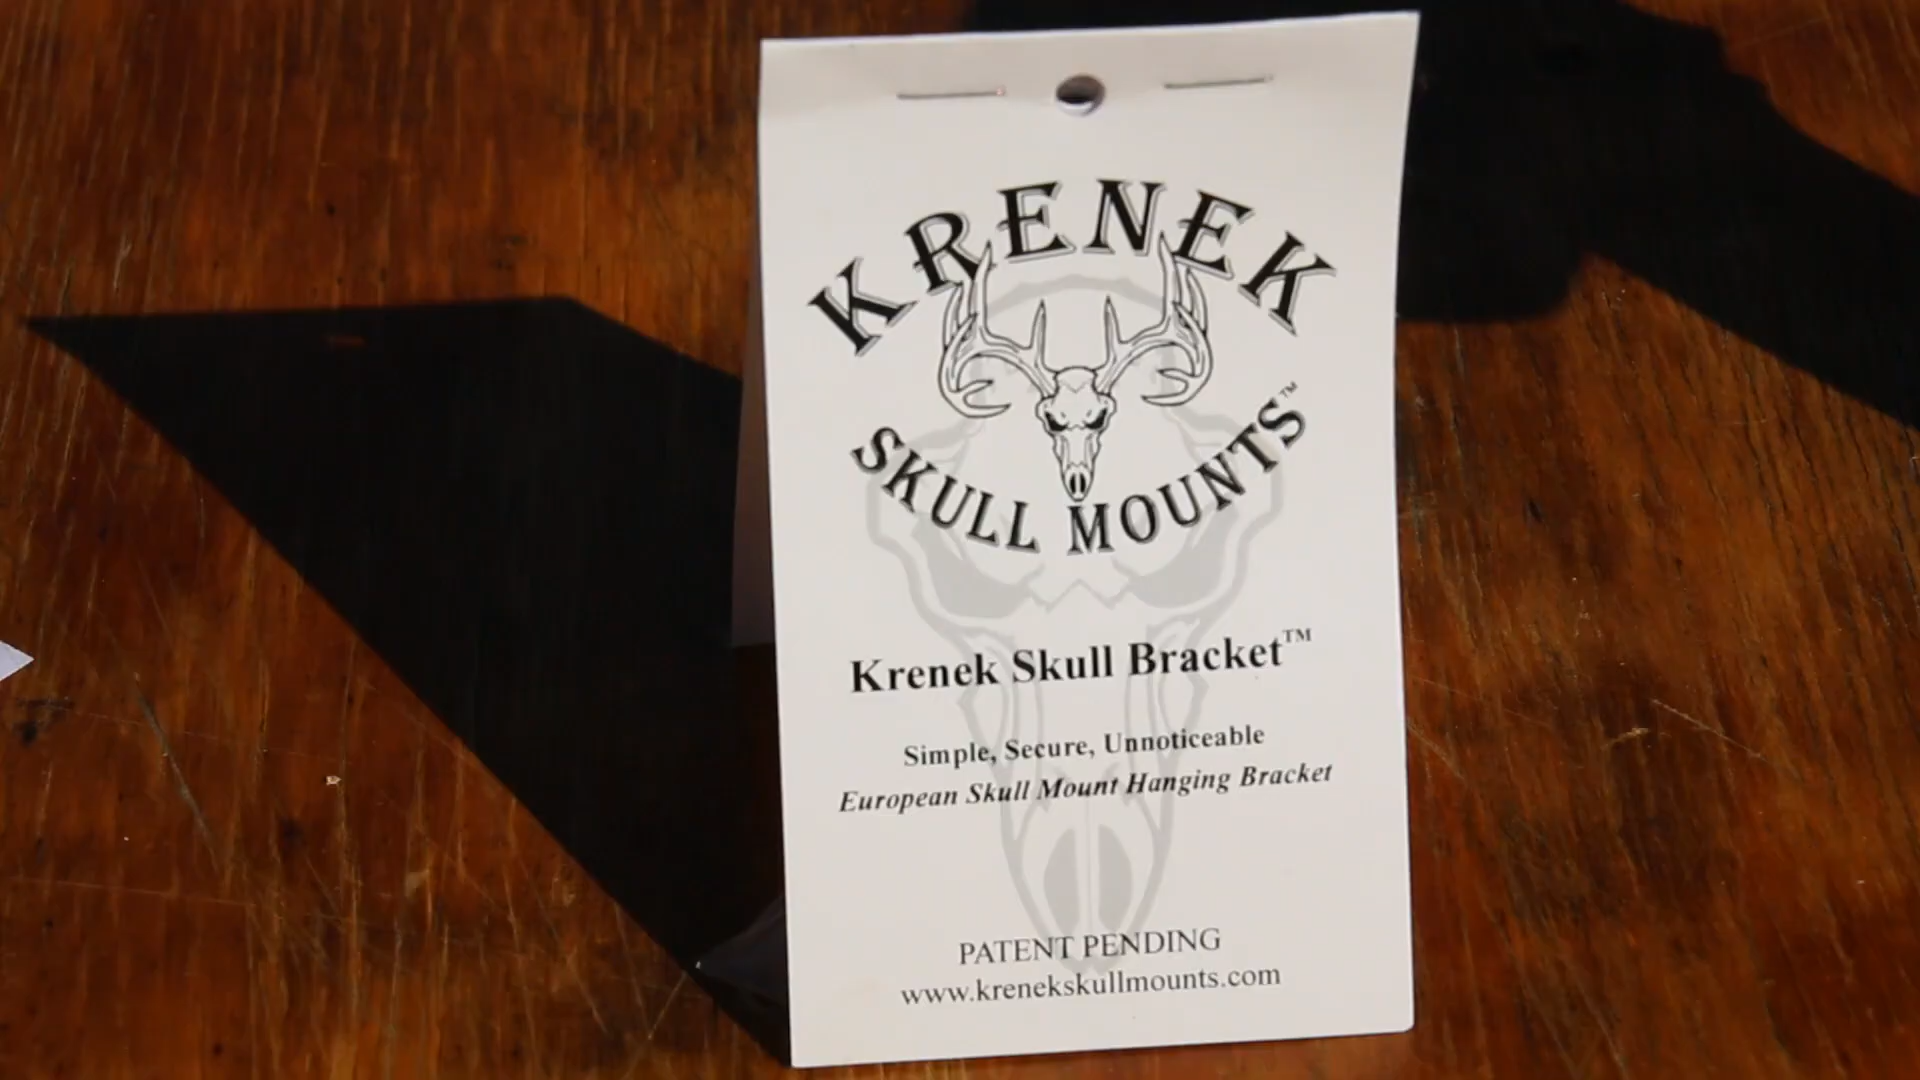 KRENEK
SKULL MOUNTS™
Krenek Skull Bracket™
Simple, Secure, Unnoticeable
European Skull Mount Hanging Bracket
PATENT PENDING
www.krenekskullmounts.com